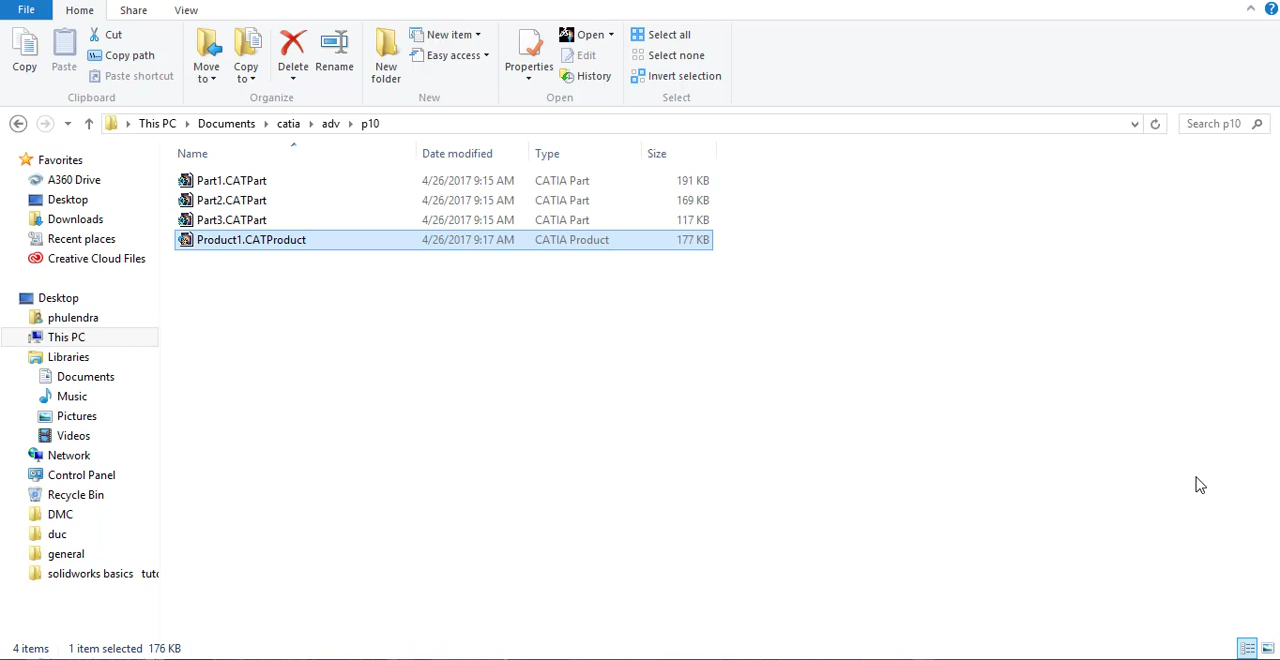 File Home Share View
Copy Paste Cut Copy path Paste shortcut Clipboard
Move to Copy to Delete Rename Organize
New folder New item Easy access New
Properties Open Edit History Open
Select all Select none Invert selection Select
This PC Documents catia adv p10 Search p10
Name Date modified Type Size
Part1.CATPart 4/26/2017 9:15 AM CATIA Part 191 KB
Part2.CATPart 4/26/2017 9:15 AM CATIA Part 169 KB
Part3.CATPart 4/26/2017 9:15 AM CATIA Part 117 KB
Product1.CATProduct 4/26/2017 9:17 AM CATIA Product 177 KB
Favorites
A360 Drive
Desktop
Downloads
Recent places
Creative Cloud Files
Desktop
phulendra
This PC
Libraries
Documents
Music
Pictures
Videos
Network
Control Panel
Recycle Bin
DMC
duc
general
solidworks basics tuto
4 items 1 item selected 176 KB